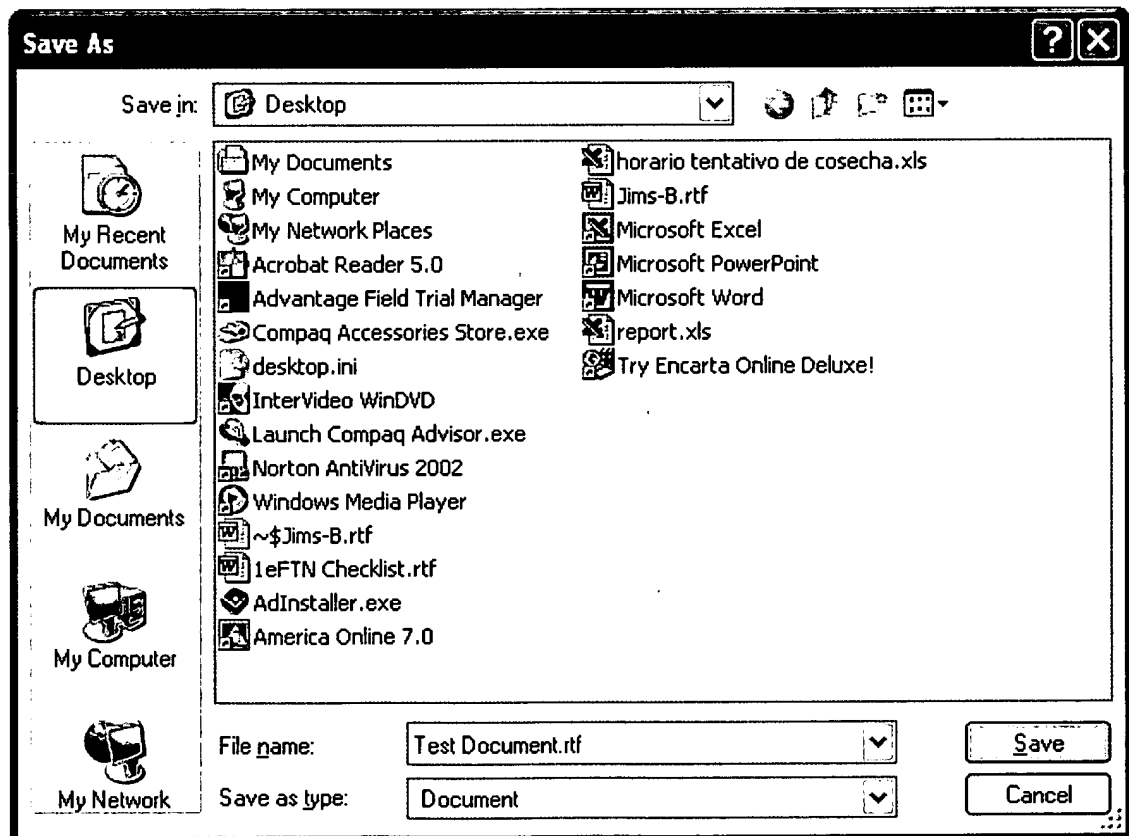 Save As
Save in: Desktop
My Recent
Documents
Desktop
My Documents
My Computer
My Network
My Documents
My Computer
My Network Places
Acrobat Reader 5.0
Advantage Field Trial Manager
Compaq Accessories Store.exe
desktop.ini
InterVideo WinDVD
Launch Compaq Advisor.exe
Norton AntiVirus 2002
Windows Media Player
~$Jims-B.rtf
1eFTN Checklist.rtf
AdInstaller.exe
America Online 7.0
horario tentativo de cosecha.xls
Jims-B.rtf
Microsoft Excel
Microsoft PowerPoint
Microsoft Word
report.xls
Try Encarta Online Deluxe!
File name: Test Document.rtf
Save
Save as type: Document
Cancel